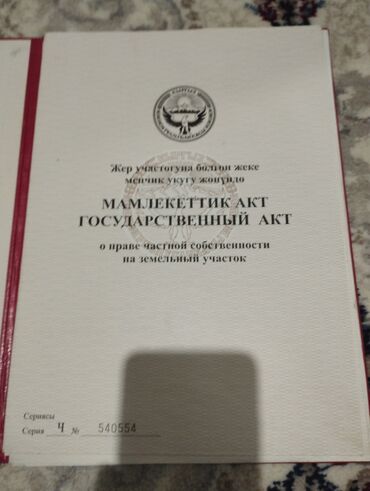 Жер участогуна болгон жеке
менчик укугу жөнүндө
МАМЛЕКЕТТИК АКТ
ГОСУДАРСТВЕННЫЙ АКТ
о праве частной собственности
на земельный участок
Сериясы
Серия Ч № 540554